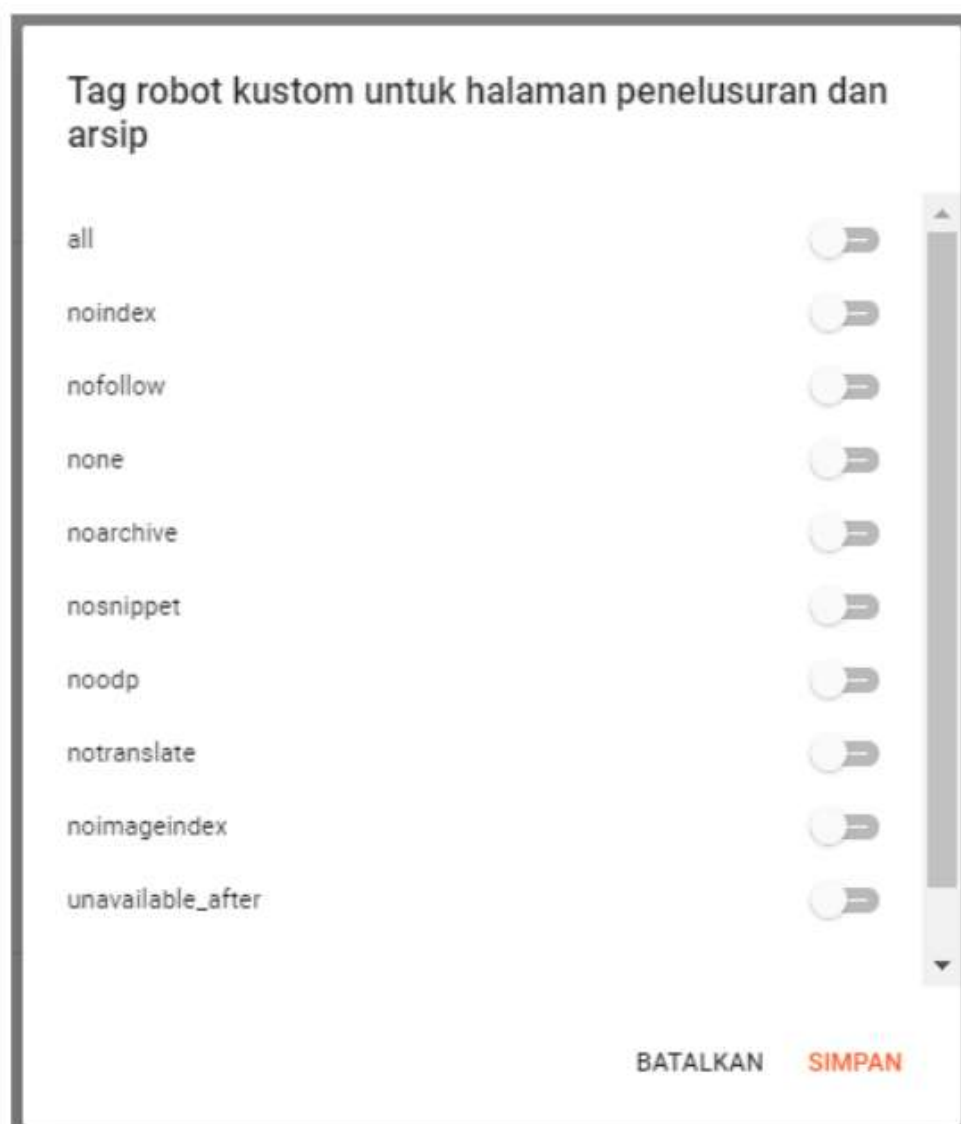 Tag robot kustom untuk halaman penelusuran dan
arsip
all
noindex
nofollow
none
noarchive
nosnippet
noodp
notranslate
noimageindex
unavailable_after
BATALKAN SIMPAN